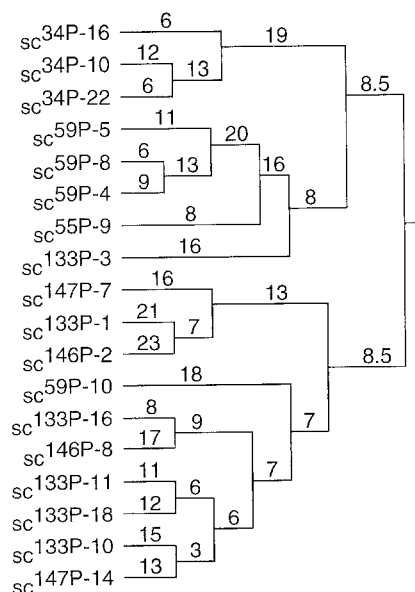 6 19
sc34P-16
12 8.5
sc34P-10 13
6
sc34P-22
11
sc59P-5 20
6
sc59P-8 13 16
9
sc59P-4 8
8
sc55P-9
16
sc133P-3
16 13
sc147P-7
21
sc133P-1 7
23
sc146P-2 8.5
18
sc59P-10
8
sc133P-16 9 7
17
sc146P-8
11 7
sc133P-11 6
12
sc133P-18 6
15
sc133P-10 3
13
sc147P-14